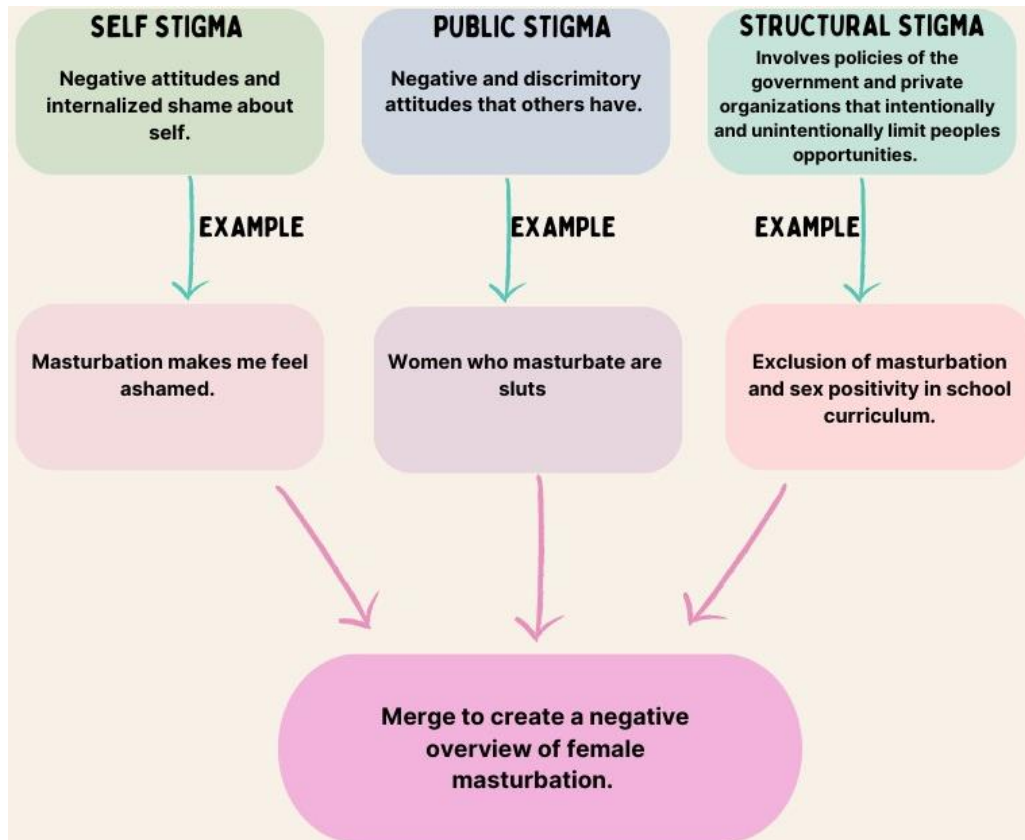 SELF STIGMA
Negative attitudes and
internalized shame about
self.
PUBLIC STIGMA
Negative and discrimitory
attitudes that others have.
STRUCTURAL STIGMA
Involves policies of the
government and private
organizations that intentionally
and unintentionally limit peoples
opportunities.
EXAMPLE
EXAMPLE
EXAMPLE
Masturbation makes me feel
ashamed.
Women who masturbate are
sluts
Exclusion of masturbation
and sex positivity in school
curriculum.
Merge to create a negative
overview of female
masturbation.